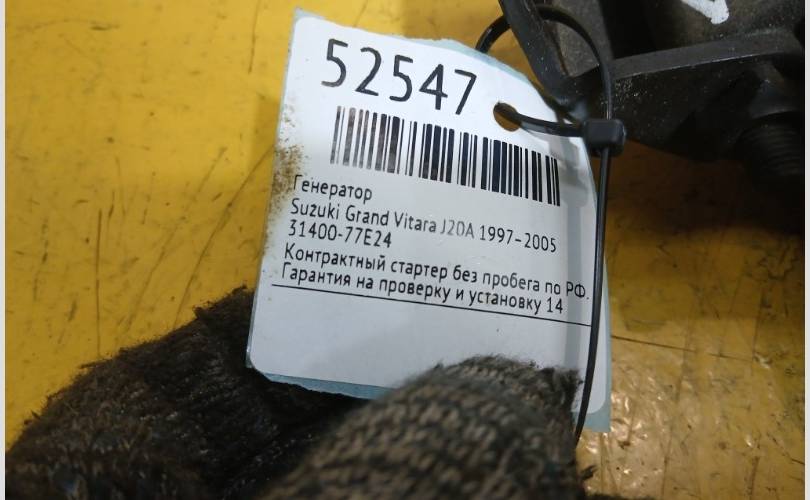 52547
Генератор
Suzuki Grand Vitara J20A 1997-2005
31400-77E24
Контрактный стартер без пробега по РФ.
Гарантия на проверку и установку 14